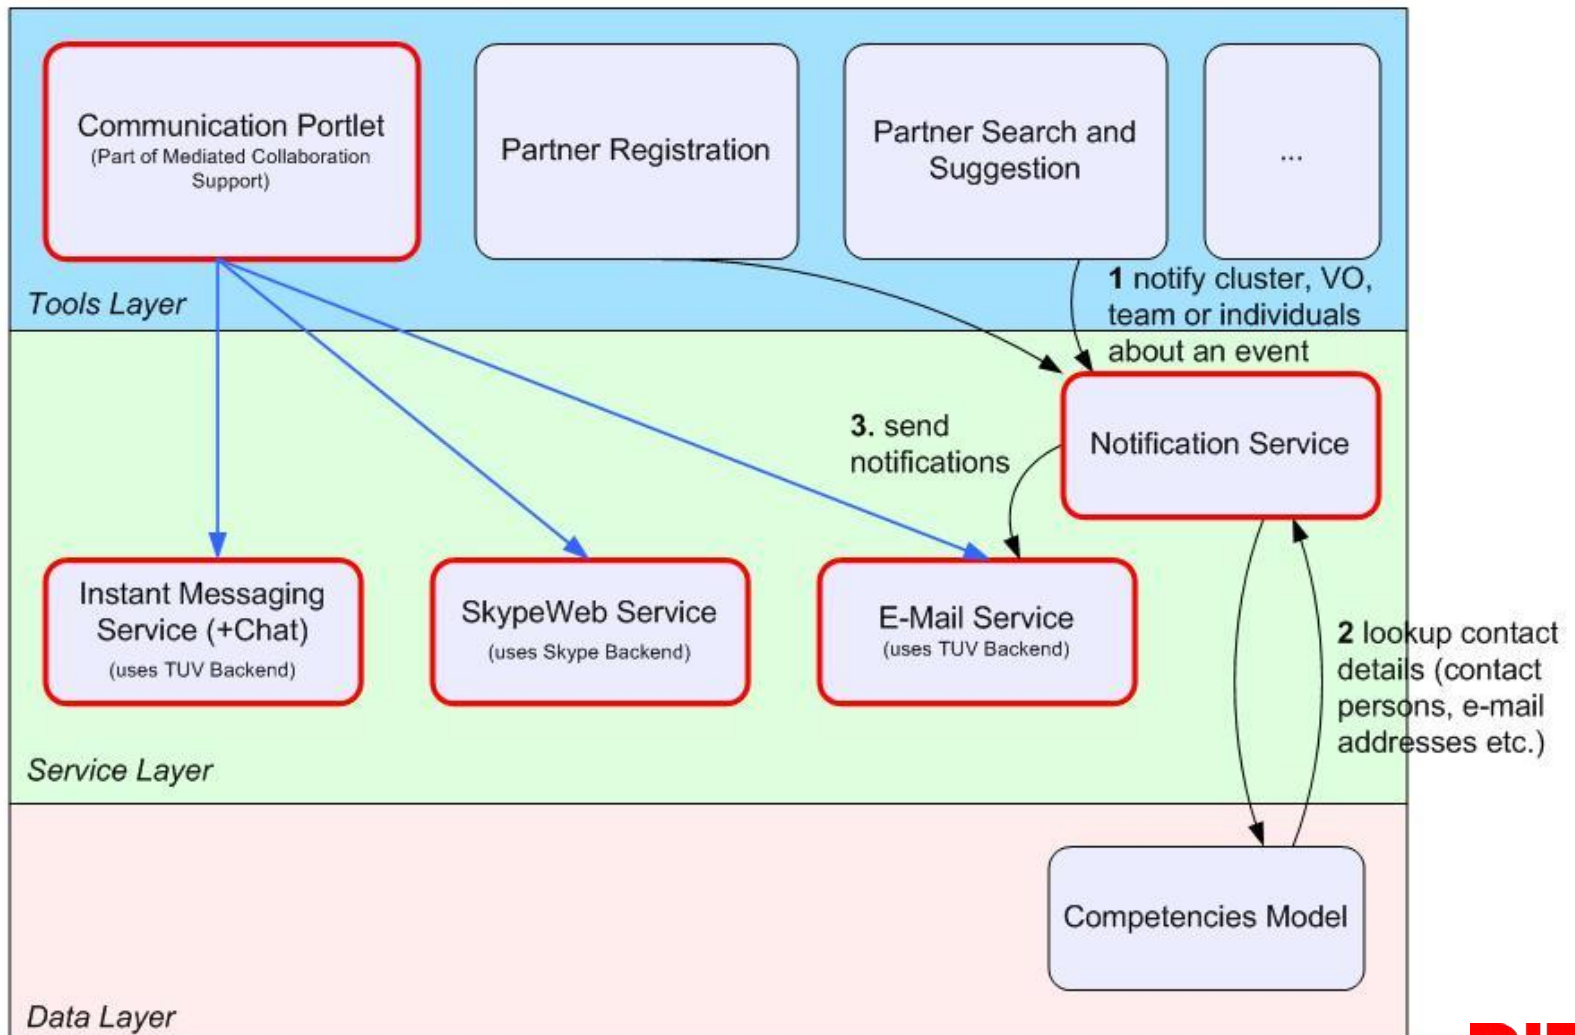 Communication Portlet
(Part of Mediated Collaboration
Support)
Partner Registration
Partner Search and
Suggestion
...
Tools Layer
1 notify cluster, VO,
team or individuals
about an event
3. send
notifications
Notification Service
Instant Messaging
Service (+Chat)
(uses TUV Backend)
SkypeWeb Service
(uses Skype Backend)
E-Mail Service
(uses TUV Backend)
2 lookup contact
details (contact
persons, e-mail
addresses etc.)
Service Layer
Competencies Model
Data Layer